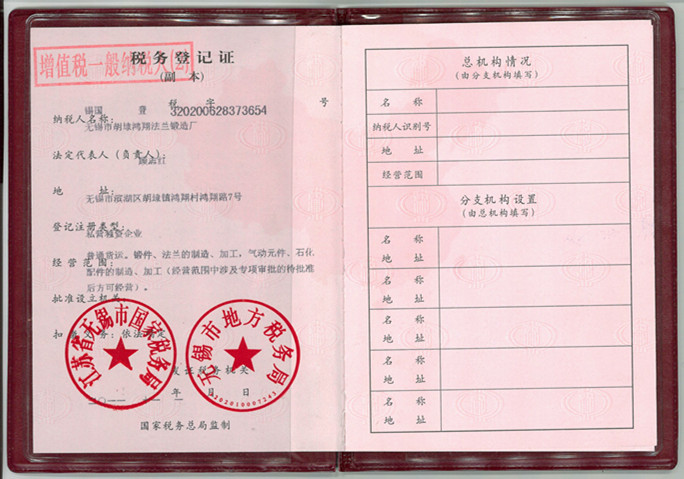 增值税一般纳税人(2)
税务登记证
(副 本)
锡国 税 字 320200628373654 号
纳税人名称：
无锡市胡埭鸿翔法兰锻造厂
法定代表人（负责人）：
地 址：
无锡市滨湖区胡埭镇鸿翔村鸿翔路7号
登记注册类型：
私营独资企业
经营范围：
普通货运。锻件、法兰的制造、加工，气动元件、石化
配件的制造、加工（经营范围中涉及专项审批的待批准
后方可经营）。
批准设立机关：
扣缴义务：依法确定
江苏省无锡市国家税务局
无锡市地方税务局
3202010007243
发证税务机关
二〇一一年 月 日
国家税务总局监制
总机构情况
(由分支机构填写)
名 称
纳税人识别号
地 址
经营范围
分支机构设置
(由总机构填写)
名 称
地 址
名 称
地 址
名 称
地 址
名 称
地 址
名 称
地 址